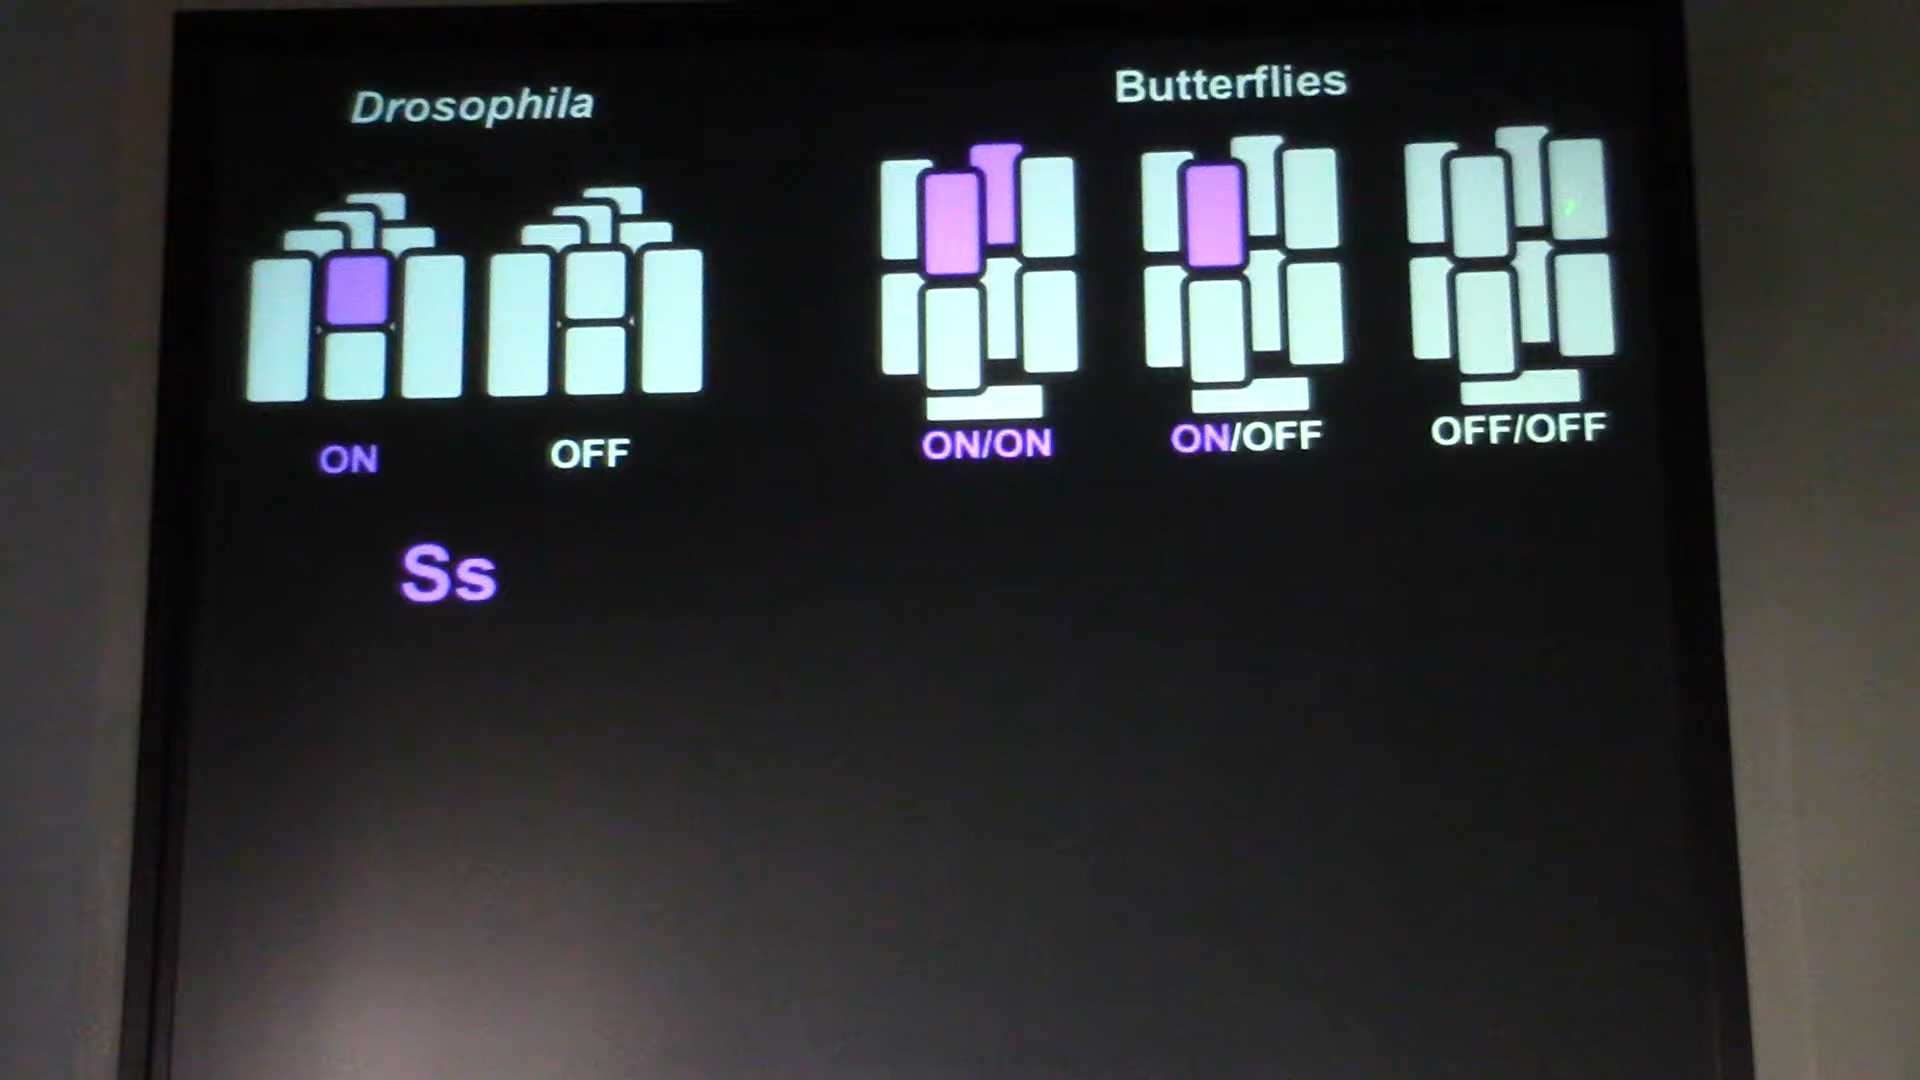 Drosophila
Butterflies
ON
OFF
ON/ON
ON/OFF
OFF/OFF
Ss